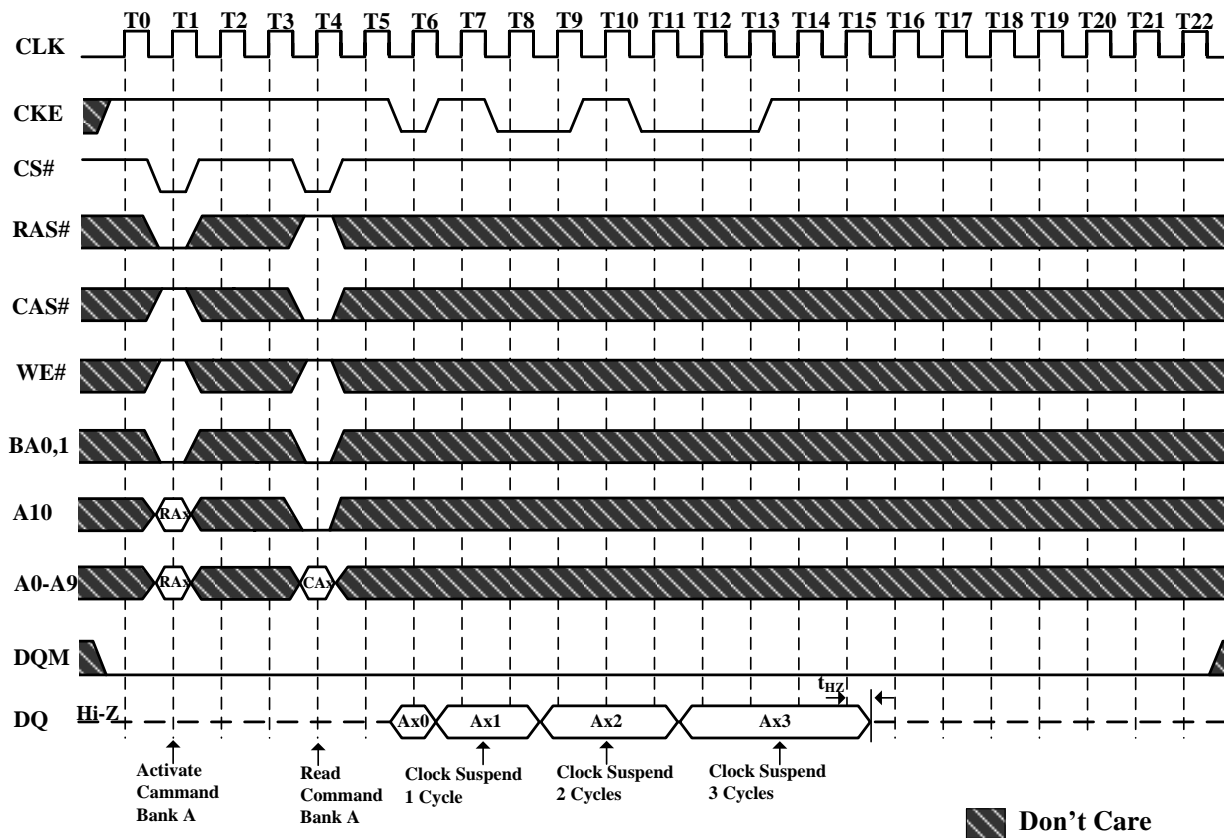 T0 T1 T2 T3 T4 T5 T6 T7 T8 T9 T10 T11 T12 T13 T14 T15 T16 T17 T18 T19 T20 T21 T22
CLK
CKE
CS#
RAS#
CAS#
WE#
BA0,1
A10 RAx
A0-A9 RAx CAx
DQM
tHZ
DQ Hi-Z Ax0 Ax1 Ax2 Ax3
Activate
Cammand
Bank A
Read
Command
Bank A
Clock Suspend
1 Cycle
Clock Suspend
2 Cycles
Clock Suspend
3 Cycles
Don't Care